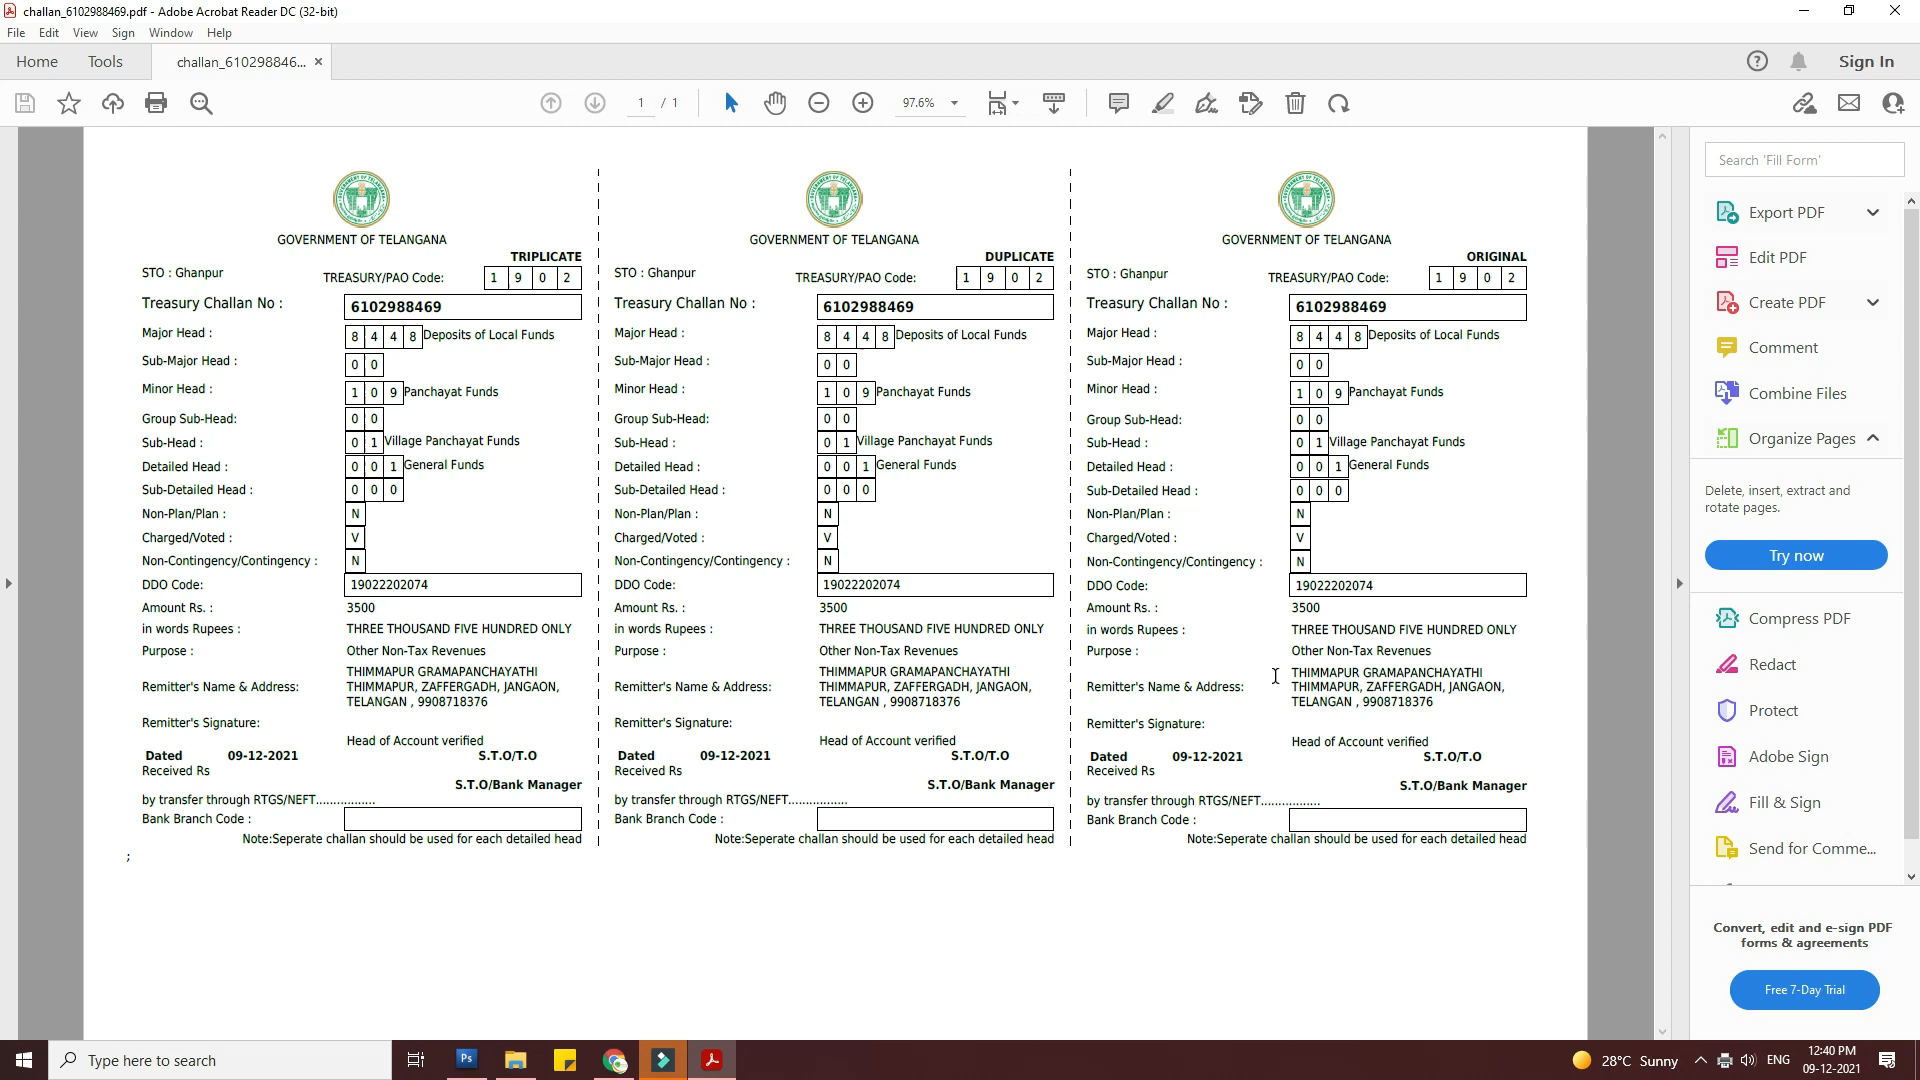 challan_6102988469.pdf - Adobe Acrobat Reader DC (32-bit)
File Edit View Sign Window Help
Home Tools challan_610298846... × Sign In
1 / 1 97.6%
GOVERNMENT OF TELANGANA
TRIPLICATE
STO : Ghanpur TREASURY/PAO Code: 1 9 0 2
Treasury Challan No : 6102988469
Major Head : 8 4 4 8 Deposits of Local Funds
Sub-Major Head : 0 0
Minor Head : 1 0 9 Panchayat Funds
Group Sub-Head: 0 0
Sub-Head : 0 1 Village Panchayat Funds
Detailed Head : 0 0 1 General Funds
Sub-Detailed Head : 0 0 0
Non-Plan/Plan : N
Charged/Voted : V
Non-Contingency/Contingency : N
DDO Code: 19022202074
Amount Rs. : 3500
in words Rupees : THREE THOUSAND FIVE HUNDRED ONLY
Purpose : Other Non-Tax Revenues
THIMMAPUR GRAMAPANCHAYATHI
Remitter's Name & Address: THIMMAPUR, ZAFFERGADH, JANGAON,
TELANGAN , 9908718376
Remitter's Signature:
Head of Account verified
Dated 09-12-2021 S.T.O/T.O
Received Rs
S.T.O/Bank Manager
by transfer through RTGS/NEFT.................
Bank Branch Code :
Note:Seperate challan should be used for each detailed head
;
GOVERNMENT OF TELANGANA
DUPLICATE
STO : Ghanpur TREASURY/PAO Code: 1 9 0 2
Treasury Challan No : 6102988469
Major Head : 8 4 4 8 Deposits of Local Funds
Sub-Major Head : 0 0
Minor Head : 1 0 9 Panchayat Funds
Group Sub-Head: 0 0
Sub-Head : 0 1 Village Panchayat Funds
Detailed Head : 0 0 1 General Funds
Sub-Detailed Head : 0 0 0
Non-Plan/Plan : N
Charged/Voted : V
Non-Contingency/Contingency : N
DDO Code: 19022202074
Amount Rs. : 3500
in words Rupees : THREE THOUSAND FIVE HUNDRED ONLY
Purpose : Other Non-Tax Revenues
THIMMAPUR GRAMAPANCHAYATHI
Remitter's Name & Address: THIMMAPUR, ZAFFERGADH, JANGAON,
TELANGAN , 9908718376
Remitter's Signature:
Head of Account verified
Dated 09-12-2021 S.T.O/T.O
Received Rs
S.T.O/Bank Manager
by transfer through RTGS/NEFT.................
Bank Branch Code :
Note:Seperate challan should be used for each detailed head
GOVERNMENT OF TELANGANA
ORIGINAL
STO : Ghanpur TREASURY/PAO Code: 1 9 0 2
Treasury Challan No : 6102988469
Major Head : 8 4 4 8 Deposits of Local Funds
Sub-Major Head : 0 0
Minor Head : 1 0 9 Panchayat Funds
Group Sub-Head: 0 0
Sub-Head : 0 1 Village Panchayat Funds
Detailed Head : 0 0 1 General Funds
Sub-Detailed Head : 0 0 0
Non-Plan/Plan : N
Charged/Voted : V
Non-Contingency/Contingency : N
DDO Code: 19022202074
Amount Rs. : 3500
in words Rupees : THREE THOUSAND FIVE HUNDRED ONLY
Purpose : Other Non-Tax Revenues
THIMMAPUR GRAMAPANCHAYATHI
Remitter's Name & Address: THIMMAPUR, ZAFFERGADH, JANGAON,
TELANGAN , 9908718376
Remitter's Signature:
Head of Account verified
Dated 09-12-2021 S.T.O/T.O
Received Rs
S.T.O/Bank Manager
by transfer through RTGS/NEFT.................
Bank Branch Code :
Note:Seperate challan should be used for each detailed head
Search 'Fill Form'
Export PDF
Edit PDF
Create PDF
Comment
Combine Files
Organize Pages
Delete, insert, extract and
rotate pages.
Try now
Compress PDF
Redact
Protect
Adobe Sign
Fill & Sign
Send for Comme...
Convert, edit and e-sign PDF
forms & agreements
Free 7-Day Trial
Type here to search
Ps
28°C Sunny
ENG
12:40 PM
09-12-2021